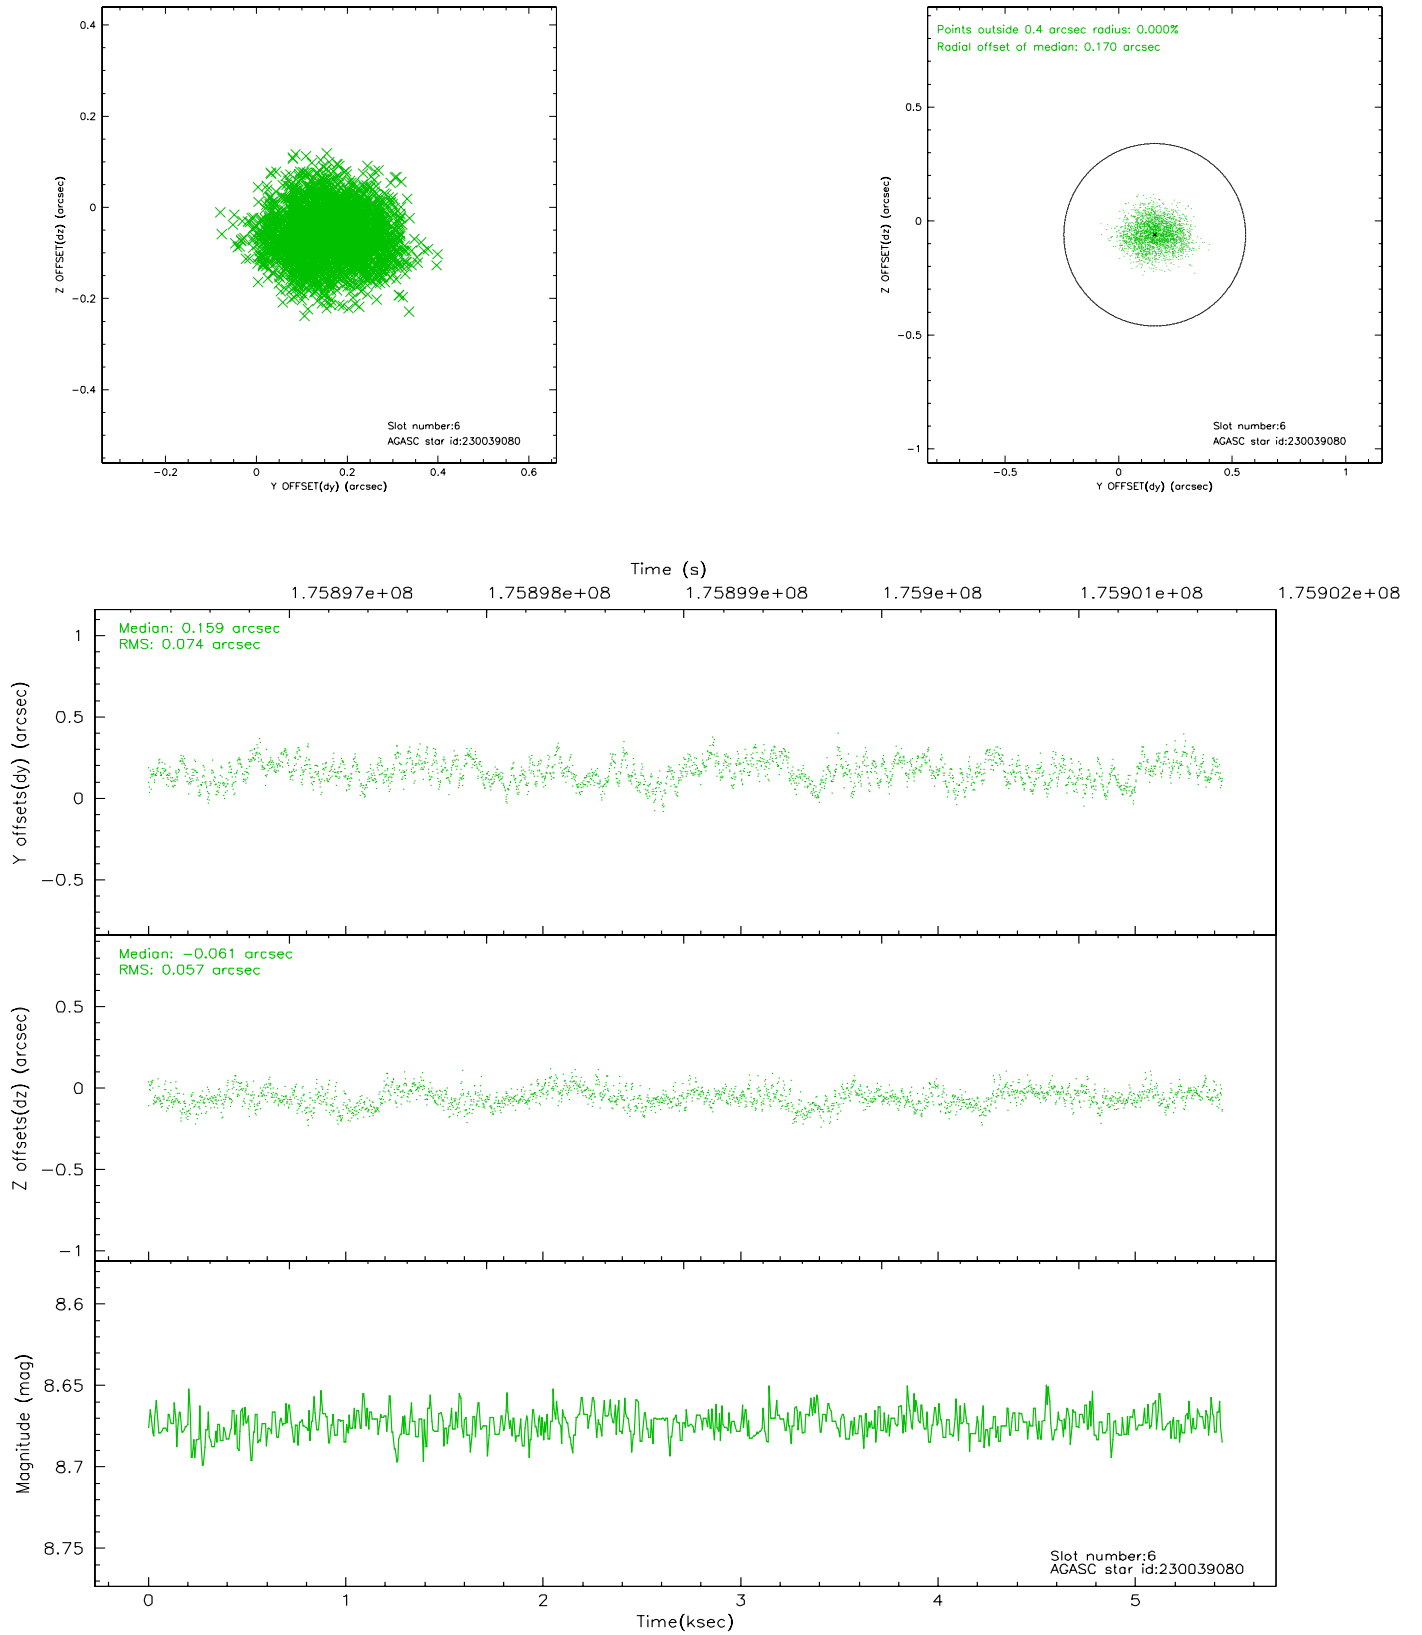 0.4
0.2
0
−0.2
−0.4
Z OFFSET(dz) (arcsec)
Slot number:6
AGASC star id:230039080
−0.2 0 0.2 0.4 0.6
Y OFFSET(dy) (arcsec)
Points outside 0.4 arcsec radius: 0.000%
Radial offset of median: 0.170 arcsec
0.5
0
−0.5
−1
Z OFFSET(dz) (arcsec)
Slot number:6
AGASC star id:230039080
−0.5 0 0.5 1
Y OFFSET(dy) (arcsec)
Time (s)
1.75897e+08 1.75898e+08 1.75899e+08 1.759e+08 1.75901e+08 1.75902e+08
Median: 0.159 arcsec
RMS: 0.074 arcsec
1
0.5
0
−0.5
Y offsets(dy) (arcsec)
Median: −0.061 arcsec
RMS: 0.057 arcsec
0.5
0
−0.5
−1
Z offsets(dz) (arcsec)
8.6
8.65
8.7
8.75
Magnitude (mag)
Slot number:6
AGASC star id:230039080
0 1 2 3 4 5
Time(ksec)